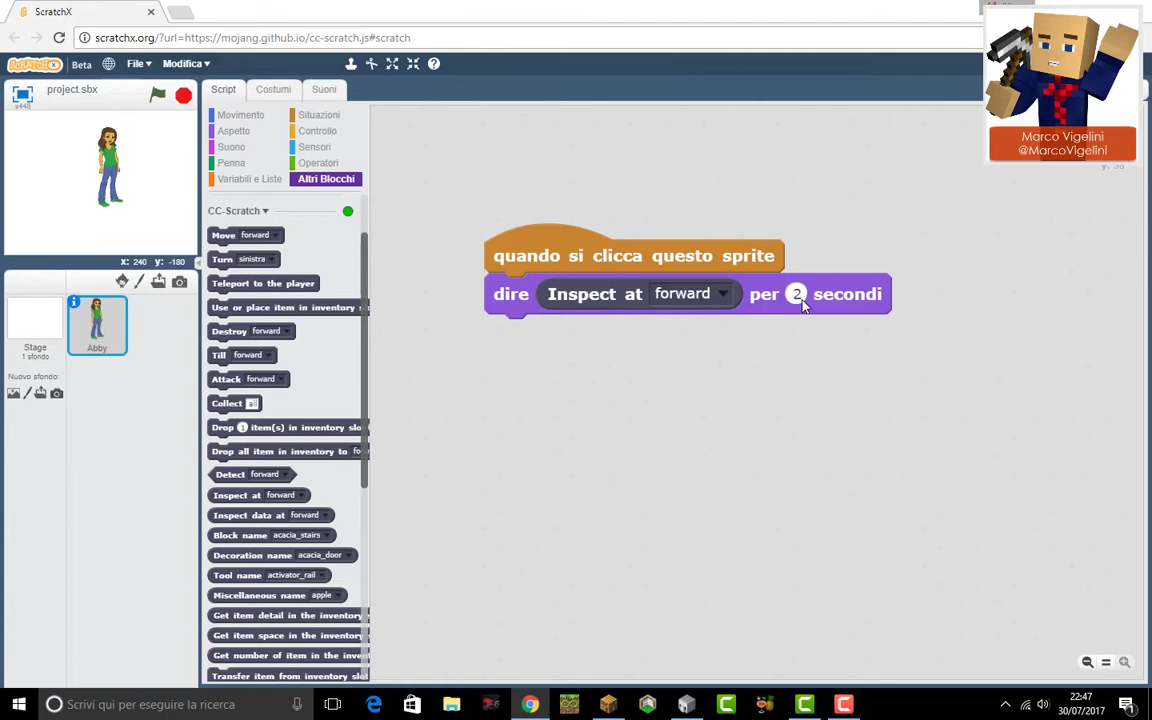 ScratchX
scratchx.org/?url=https://mojang.github.io/cc-scratch.js#scratch
SCRATCHX
Beta
File
Modifica
Marco Vigelini
@MarcoVigelini
project.sbx
v448
Script
Costumi
Suoni
Movimento
Situazioni
Aspetto
Controllo
Suono
Sensori
Penna
Operatori
Variabili e Liste
Altri Blocchi
CC-Scratch
Move forward
Turn sinistra
Teleport to the player
Use or place item in inventory s
Destroy forward
Till forward
Attack forward
Collect all
Drop 1 item(s) in inventory slo
Drop all item in inventory to fo
Detect forward
Inspect at forward
Inspect data at forward
Block name acacia_stairs
Decoration name acacia_door
Tool name activator_rail
Miscellaneous name apple
Get item detail in the inventory
Get item space in the inventory
Get number of item in the inven
Transfer item from inventory slo
quando si clicca questo sprite
dire Inspect at forward per 2 secondi
x: 240 y: -180
Stage
1 sfondo
Nuovo sfondo:
Abby
Scrivi qui per eseguire la ricerca
22:47
30/07/2017